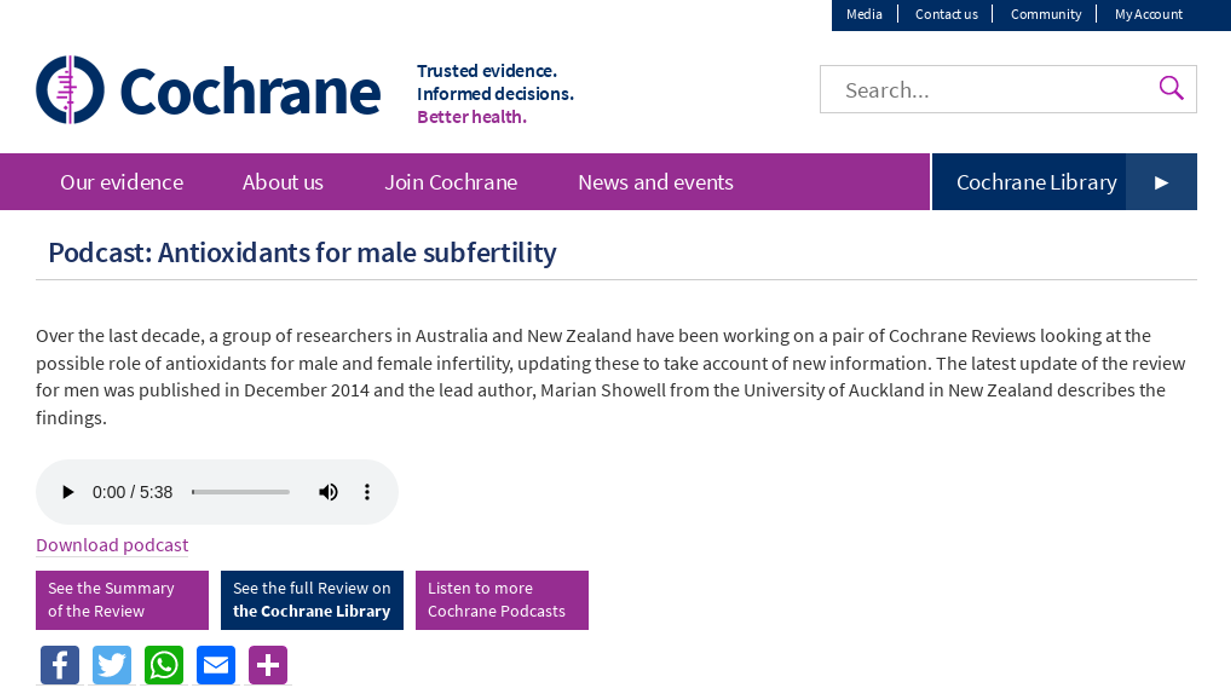 Media
Contact us
Community
My Account
Cochrane
Trusted evidence.
Informed decisions.
Better health.
Search...
Our evidence
About us
Join Cochrane
News and events
Cochrane Library
Podcast: Antioxidants for male subfertility
Over the last decade, a group of researchers in Australia and New Zealand have been working on a pair of Cochrane Reviews looking at the
possible role of antioxidants for male and female infertility, updating these to take account of new information. The latest update of the review
for men was published in December 2014 and the lead author, Marian Showell from the University of Auckland in New Zealand describes the
findings.
0:00 / 5:38
Download podcast
See the Summary
of the Review
See the full Review on
the Cochrane Library
Listen to more
Cochrane Podcasts